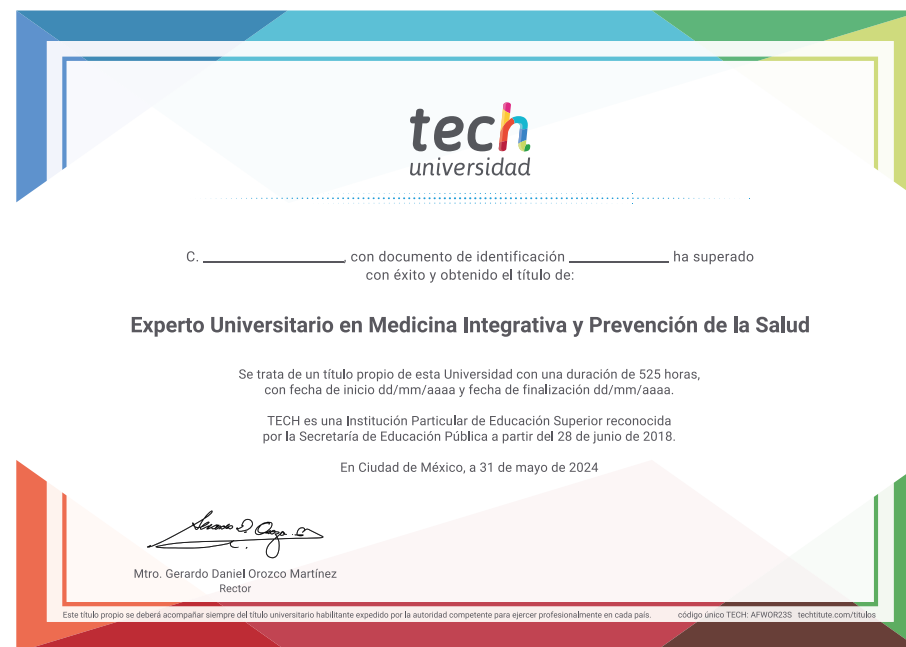 tech
universidad
C. ____________, con documento de identificación ____________ ha superado
con éxito y obtenido el título de:
Experto Universitario en Medicina Integrativa y Prevención de la Salud
Se trata de un título propio de esta Universidad con una duración de 525 horas,
con fecha de inicio dd/mm/aaaa y fecha de finalización dd/mm/aaaa.
TECH es una Institución Particular de Educación Superior reconocida
por la Secretaría de Educación Pública a partir del 28 de junio de 2018.
En Ciudad de México, a 31 de mayo de 2024
Mtro. Gerardo Daniel Orozco Martínez
Rector
Este título propio se deberá acompañar siempre del título universitario habilitante expedido por la autoridad competente para ejercer profesionalmente en cada país. código único TECH: AFWOR23S techtitute.com/titulos